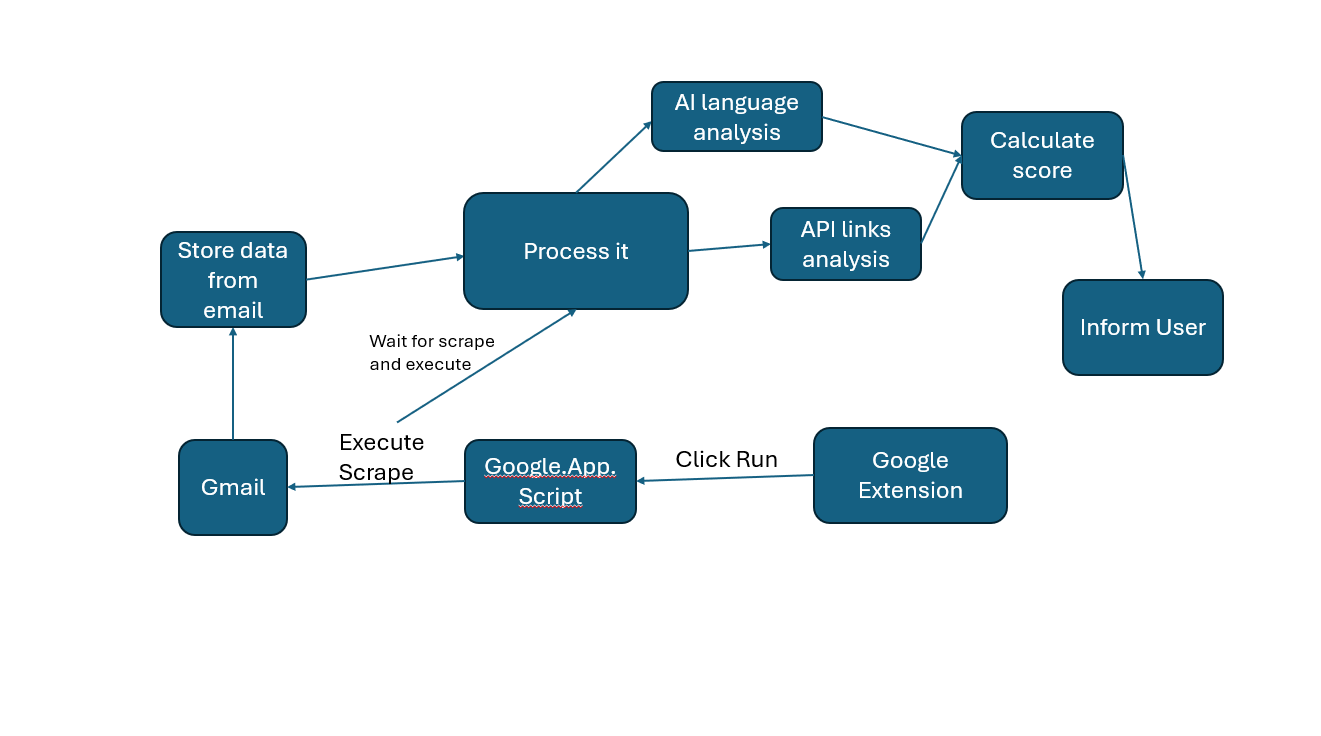 AI language
analysis
Calculate
score
Process it
API links
analysis
Store data
from
email
Inform User
Wait for scrape
and execute
Execute
Scrape
Gmail
Google.App.
Script
Click Run
Google
Extension